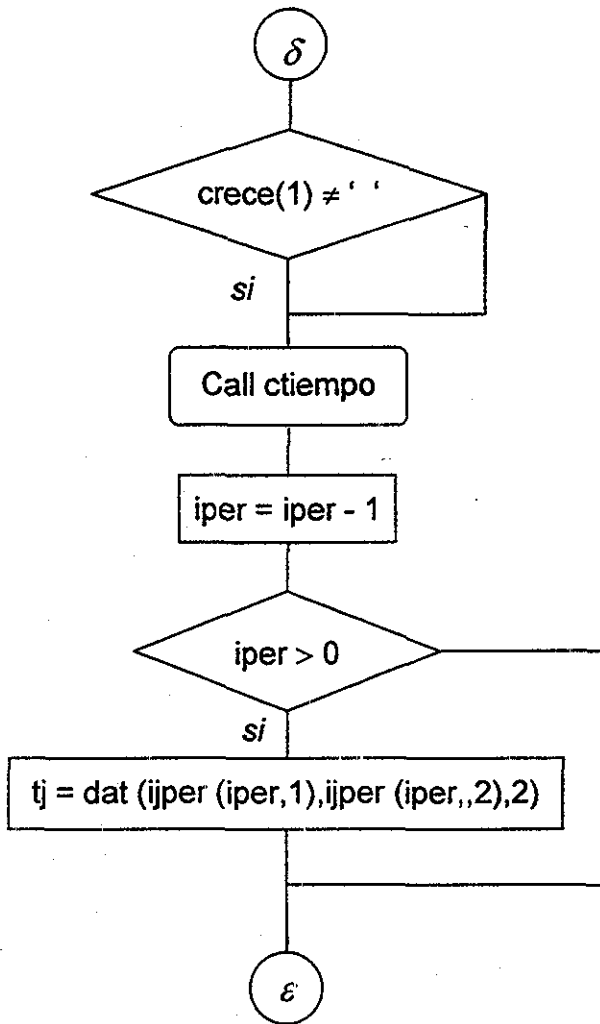 δ
crece(1) ≠ ‘ ‘
si
Call ctiempo
iper = iper - 1
iper > 0
si
tj = dat (ijper (iper,1),ijper (iper,,2),2)
ε